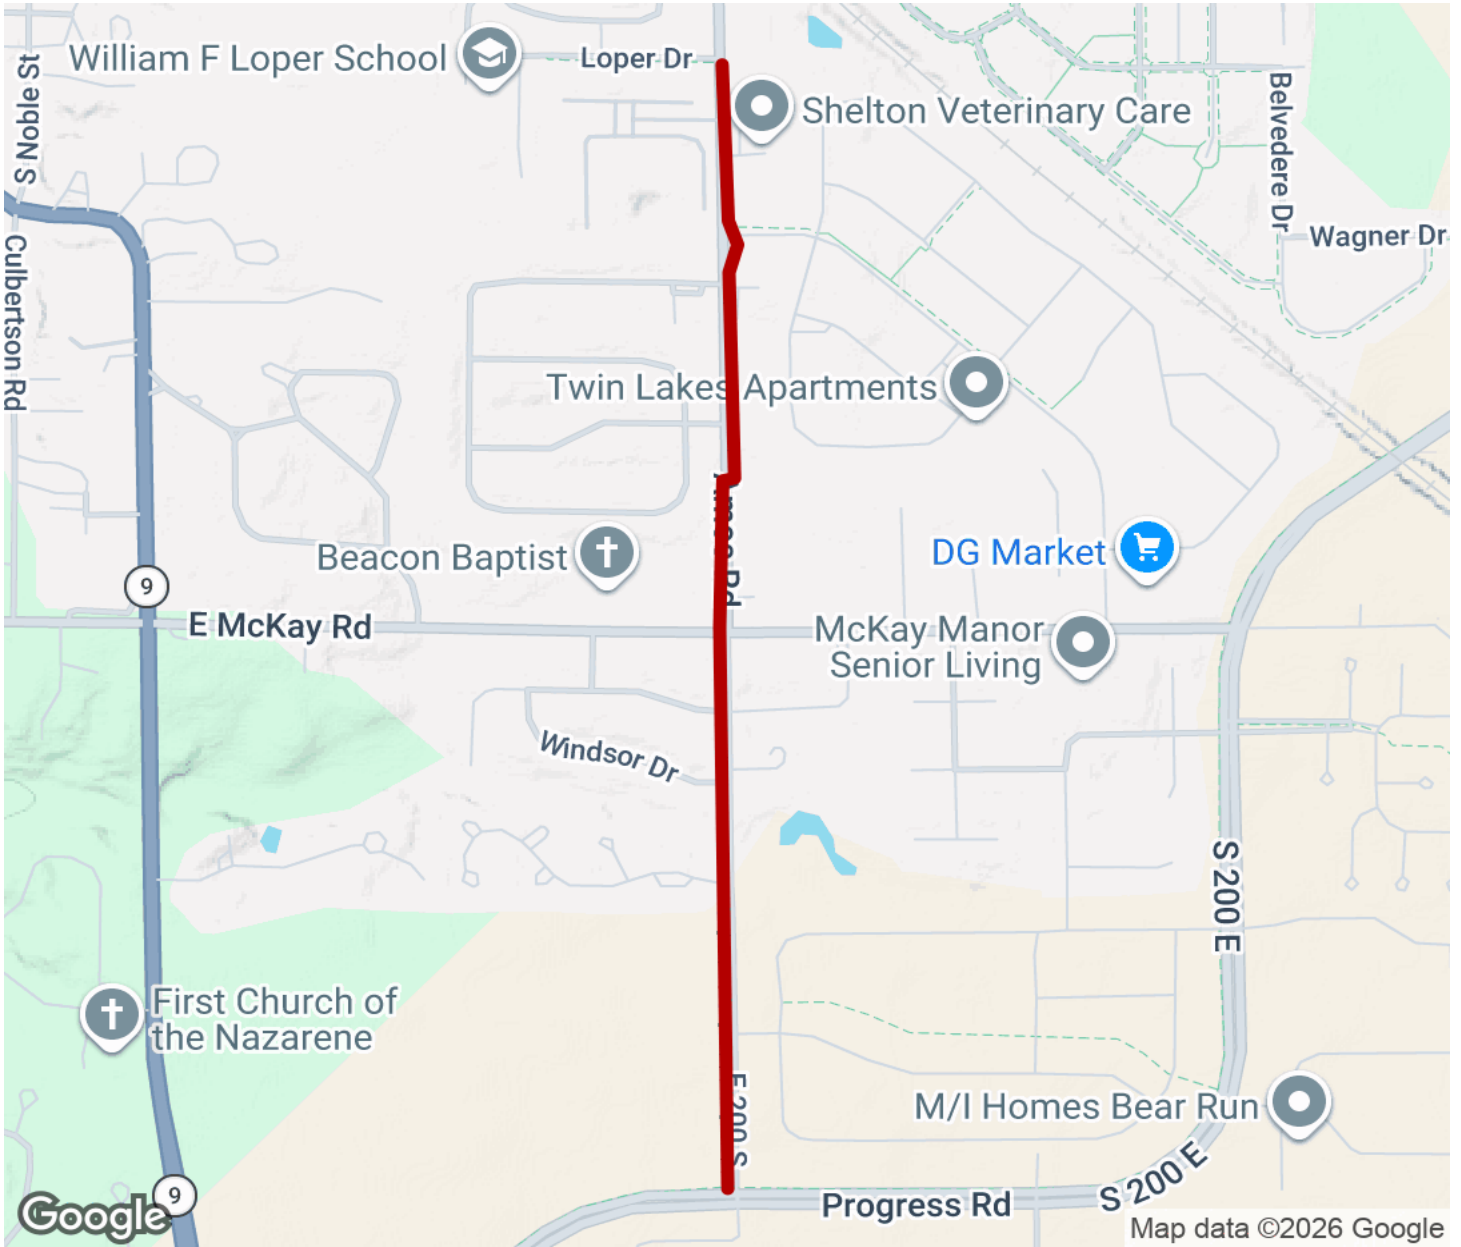 William F Loper School
Loper Dr
S Noble St
Shelton Veterinary Care
Belvedere Dr
Wagner Dr
Culbertson Rd
Twin Lakes Apartments
Rd
Beacon Baptist
DG Market
9
E McKay Rd
McKay Manor
Senior Living
Windsor Dr
S 200 E
First Church of
the Nazarene
E 200 S
M/I Homes Bear Run
S 200 E
9
Progress Rd
Google
Map data ©2026 Google